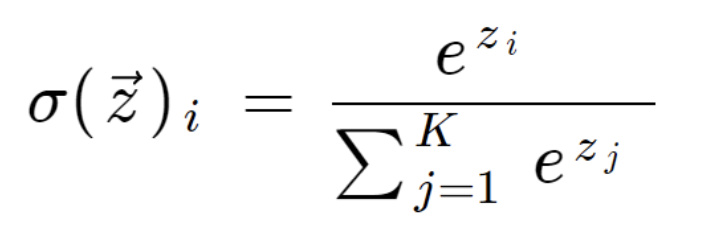 σ(z⃗)ᵢ = e^{zᵢ} / ∑_{j=1}^{K} e^{zⱼ}